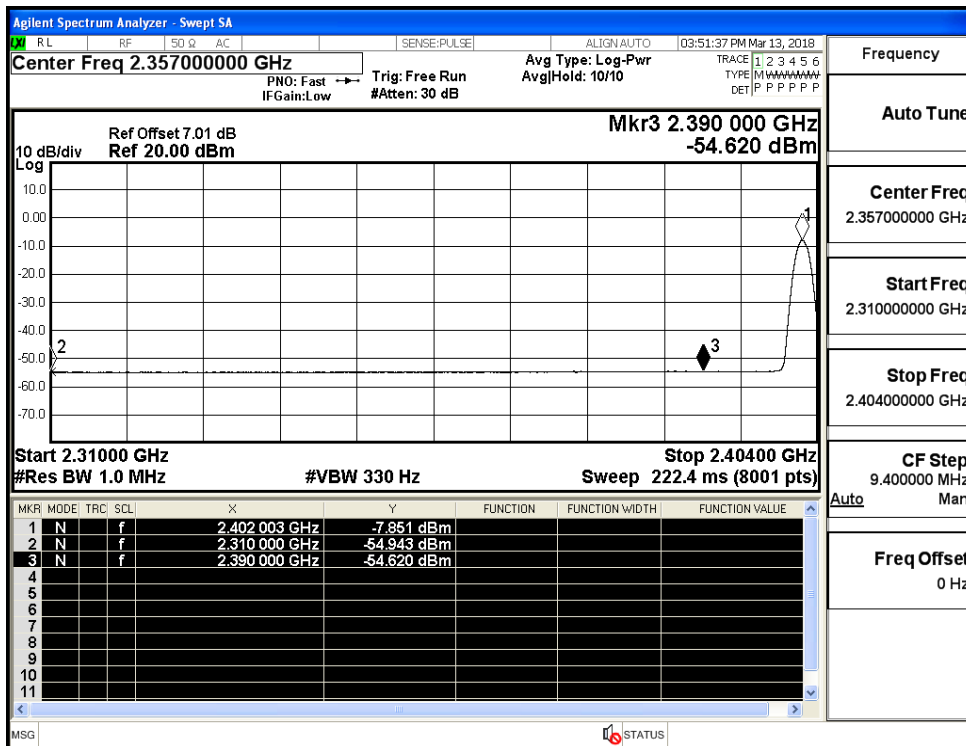 Agilent Spectrum Analyzer - Swept SA
LXI RL RF 50 Ω AC SENSE:PULSE ALIGN AUTO 03:51:37 PM Mar 13, 2018
Center Freq 2.357000000 GHz
PNO: Fast
IFGain:Low
Trig: Free Run
#Atten: 30 dB
Avg Type: Log-Pwr
Avg|Hold: 10/10
TRACE 1 2 3 4 5 6
TYPE M WWWWW
DET P P P P P P
Ref Offset 7.01 dB
10 dB/div Ref 20.00 dBm
Log
Mkr3 2.390 000 GHz
-54.620 dBm
10.0
0.00
-10.0
-20.0
-30.0
-40.0
-50.0
-60.0
-70.0
1
2
3
Start 2.31000 GHz Stop 2.40400 GHz
#Res BW 1.0 MHz #VBW 330 Hz Sweep 222.4 ms (8001 pts)
MKR MODE TRC SCL X Y FUNCTION FUNCTION WIDTH FUNCTION VALUE
1 N f 2.402 003 GHz -7.851 dBm
2 N f 2.310 000 GHz -54.943 dBm
3 N f 2.390 000 GHz -54.620 dBm
4
5
6
7
8
9
10
11
MSG STATUS
Frequency
Auto Tune
Center Freq
2.357000000 GHz
Start Freq
2.310000000 GHz
Stop Freq
2.404000000 GHz
CF Step
9.400000 MHz
Auto Man
Freq Offset
0 Hz